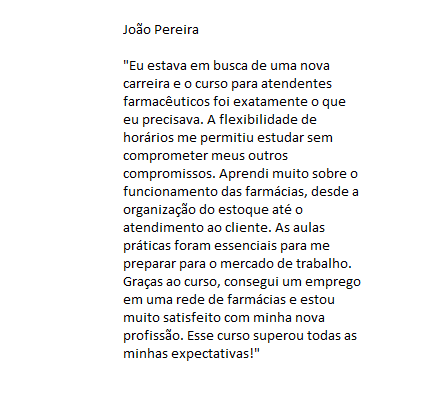 João Pereira
"Eu estava em busca de uma nova
carreira e o curso para atendentes
farmacêuticos foi exatamente o que
eu precisava. A flexibilidade de
horários me permitiu estudar sem
comprometer meus outros
compromissos. Aprendi muito sobre o
funcionamento das farmácias, desde a
organização do estoque até o
atendimento ao cliente. As aulas
práticas foram essenciais para me
preparar para o mercado de trabalho.
Graças ao curso, consegui um emprego
em uma rede de farmácias e estou
muito satisfeito com minha nova
profissão. Esse curso superou todas as
minhas expectativas!"